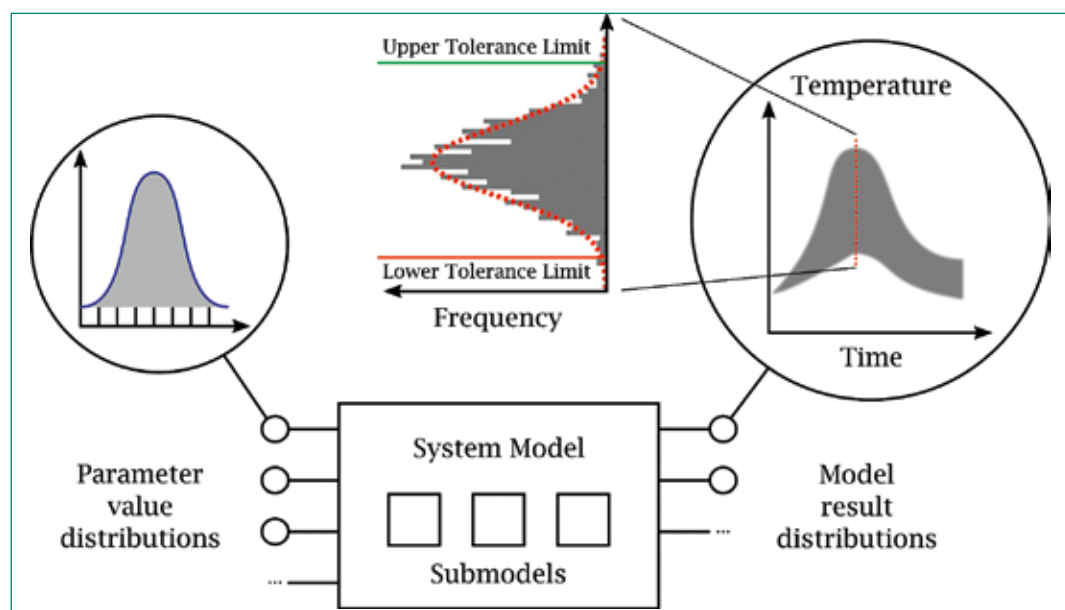 Upper Tolerance Limit
Lower Tolerance Limit
Frequency
Temperature
Time
Parameter
value
distributions
...
System Model
Submodels
Model
result
distributions
...